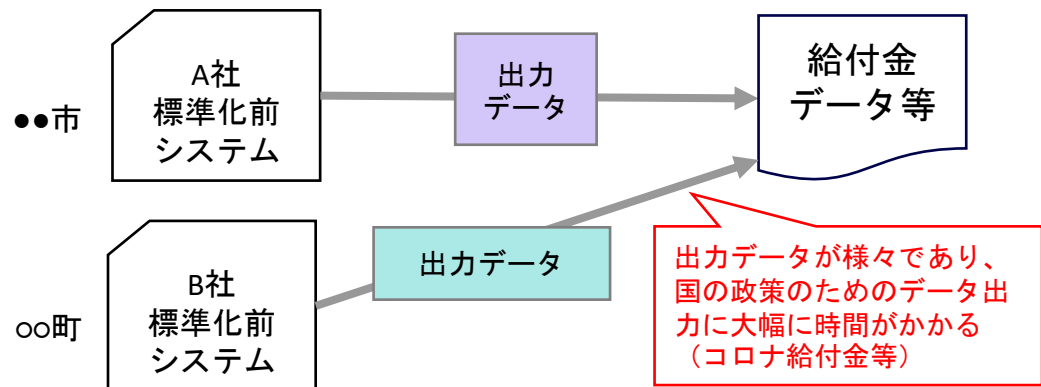 ●●市
A社
標準化前
システム
出力
データ
給付金
データ等
○○町
B社
標準化前
システム
出力データ
出力データが様々であり、
国の政策のためのデータ出
力に大幅に時間がかかる
（コロナ給付金等）